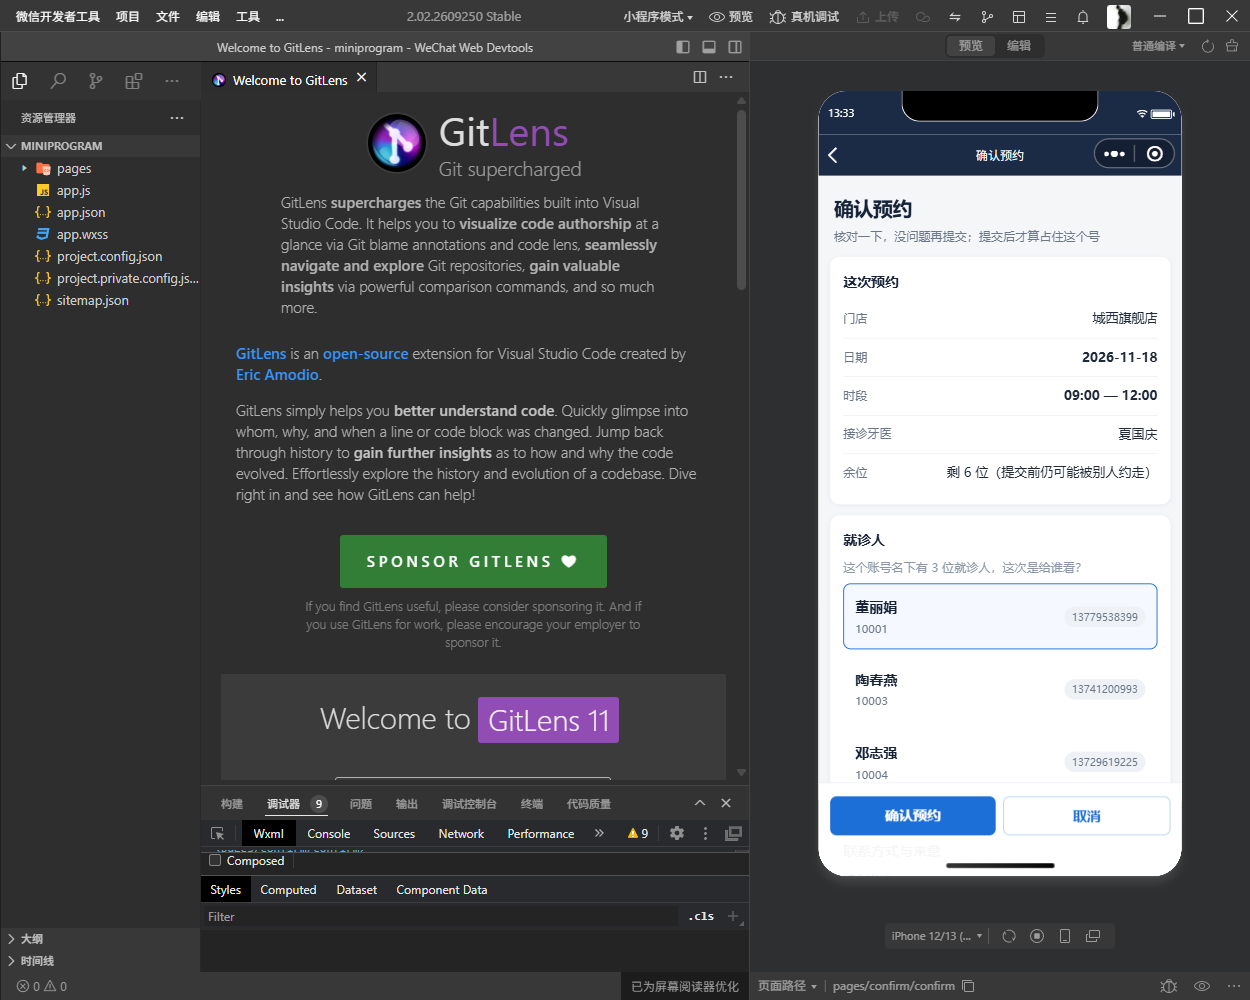 微信开发者工具 项目 文件 编辑 工具 ...
2.02.2609250 Stable
小程序模式 预览 真机调试 上传
Welcome to GitLens - miniprogram - WeChat Web Devtools
预览 编辑
普通编译
Welcome to GitLens
资源管理器
MINIPROGRAM
pages
app.js
app.json
app.wxss
project.config.json
project.private.config.js...
sitemap.json
大纲
时间线
0 0
GitLens
Git supercharged
GitLens supercharges the Git capabilities built into Visual
Studio Code. It helps you to visualize code authorship at a
glance via Git blame annotations and code lens, seamlessly
navigate and explore Git repositories, gain valuable
insights via powerful comparison commands, and so much
more.
GitLens is an open-source extension for Visual Studio Code created by
Eric Amodio.
GitLens simply helps you better understand code. Quickly glimpse into
whom, why, and when a line or code block was changed. Jump back
through history to gain further insights as to how and why the code
evolved. Effortlessly explore the history and evolution of a codebase. Dive
right in and see how GitLens can help!
SPONSOR GITLENS
If you find GitLens useful, please consider sponsoring it. And if
you use GitLens for work, please encourage your employer to
sponsor it.
Welcome to GitLens 11
构建 调试器 9 问题 输出 调试控制台 终端 代码质量
Wxml Console Sources Network Performance 9
Composed
Styles Computed Dataset Component Data
Filter
.cls
已为屏幕阅读器优化
13:33
确认预约
确认预约
核对一下，没问题再提交；提交后才算占住这个号
这次预约
门店 城西旗舰店
日期 2026-11-18
时段 09:00 — 12:00
接诊牙医 夏国庆
余位 剩 6 位（提交前仍可能被别人约走）
就诊人
这个账号名下有 3 位就诊人，这次是给谁看?
董丽娟
10001
13779538399
陶春燕
10003
13741200993
邓志强
10004
13729619225
确认预约 取消
iPhone 12/13 (...
页面路径 pages/confirm/confirm